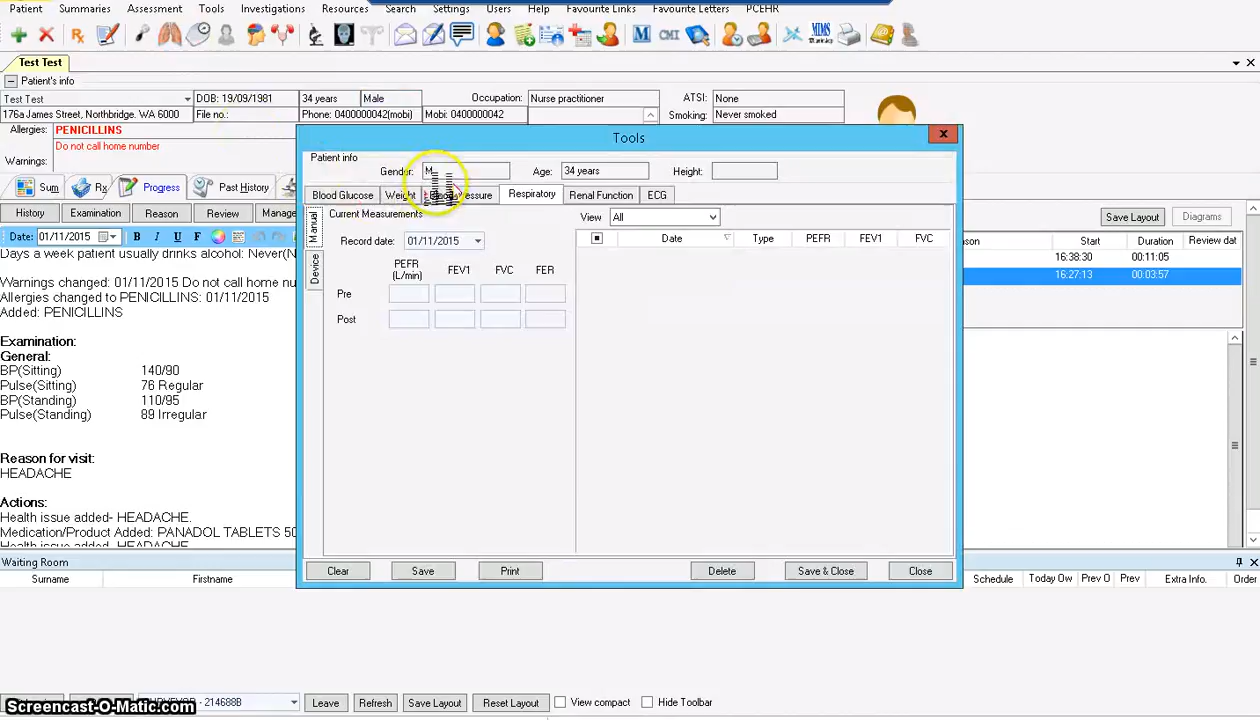 Patient Summaries Assessment Tools Investigations Resources Gender Settings Users Help Favourite Links Favourite Letters PCEHR
Rx M CMI MIMS
Test Test
Patient's info
Test Test DOB: 19/09/1981 34 years Male Occupation: Nurse practitioner ATSI: None
176a James Street, Northbridge. WA 6000 File no.: Phone: 0400000042(mobi) Mobi: 0400000042 Smoking: Never smoked
Allergies: PENICILLINS
Do not call home number
Warnings:
Sum Rx Progress Past History
History Examination Reason Review Manage
Date: 01/11/2015 B I U F
Days a week patient usually drinks alcohol: Never(N
Warnings changed: 01/11/2015 Do not call home nu
Allergies changed to PENICILLINS: 01/11/2015
Added: PENICILLINS
Examination:
General:
BP(Sitting) 140/90
Pulse(Sitting) 76 Regular
BP(Standing) 110/95
Pulse(Standing) 89 Irregular
Reason for visit:
HEADACHE
Actions:
Health issue added- HEADACHE.
Medication/Product Added: PANADOL TABLETS 50
Health issue added- HEADACHE
Tools
Patient info
Gender: M Age: 34 years Height:
Blood Glucose Weight Blood Pressure Respiratory Renal Function ECG
Manual
Device
Current Measurements
Record date: 01/11/2015
PEFR (L/min) FEV1 FVC FER
Pre
Post
View All
Date Type PEFR FEV1 FVC
Clear Save Print Delete Save & Close Close
Save Layout Diagrams
ason Start Duration Review dat
16:38:30 00:11:05
16:27:13 00:03:57
Waiting Room
Surname Firstname Schedule Today Ow Prev O Prev Extra Info. Order
- 214688B Leave Refresh Save Layout Reset Layout View compact Hide Toolbar
Screencast-O-Matic.com